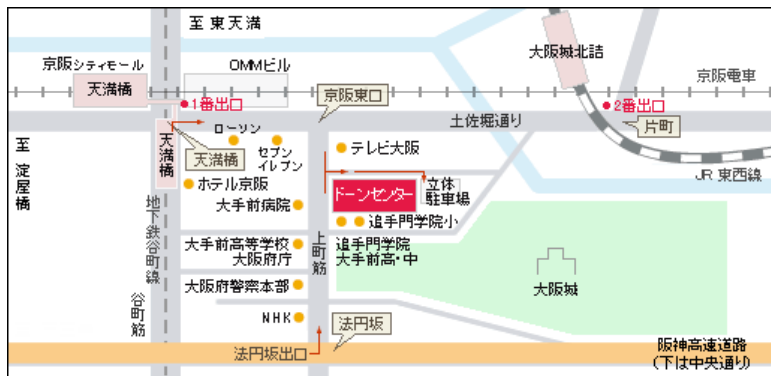 至 東天満
京阪シティモール
OMMビル
大阪城北詰
天満橋
京阪電車
1番出口
京阪東口
2番出口
土佐堀通り
片町
ローソン
至
淀
屋
橋
天満橋
天満橋
セブン
イレブン
テレビ大阪
JR 東西線
ホテル京阪
ドーンセンター
立体
駐車場
大手前病院
追手門学院小
地下鉄谷町線
大手前高等学校
大阪府庁
上町筋
追手門学院
大手前高・中
大阪府警察本部
大阪城
谷町筋
NHK
法円坂
法円坂出口
阪神高速道路
(下は中央通り)